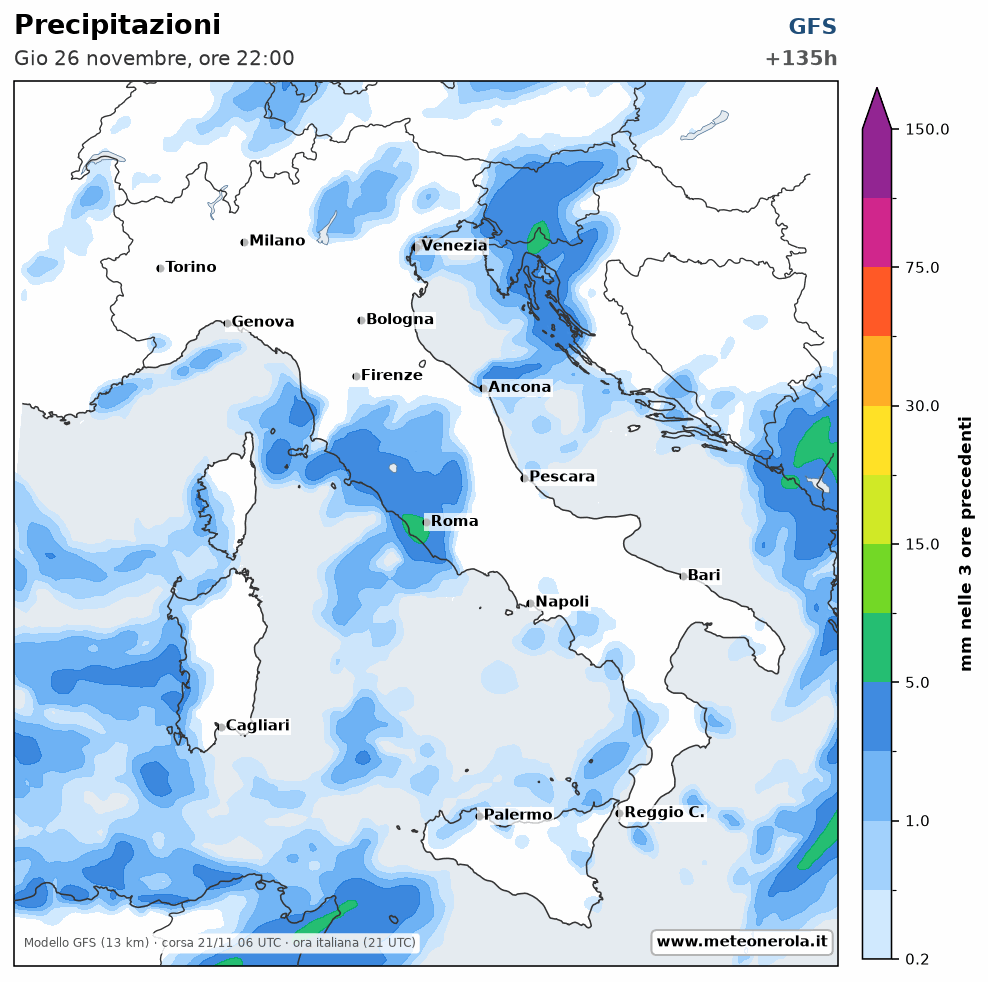 Precipitazioni
GFS
Gio 26 novembre, ore 22:00
+135h
150.0
75.0
30.0
15.0
5.0
1.0
0.2
mm nelle 3 ore precedenti
Milano
Venezia
Torino
Genova
Bologna
Firenze
Ancona
Pescara
Roma
Bari
Napoli
Cagliari
Palermo
Reggio C.
Modello GFS (13 km) · corsa 21/11 06 UTC · ora italiana (21 UTC)
www.meteonerola.it